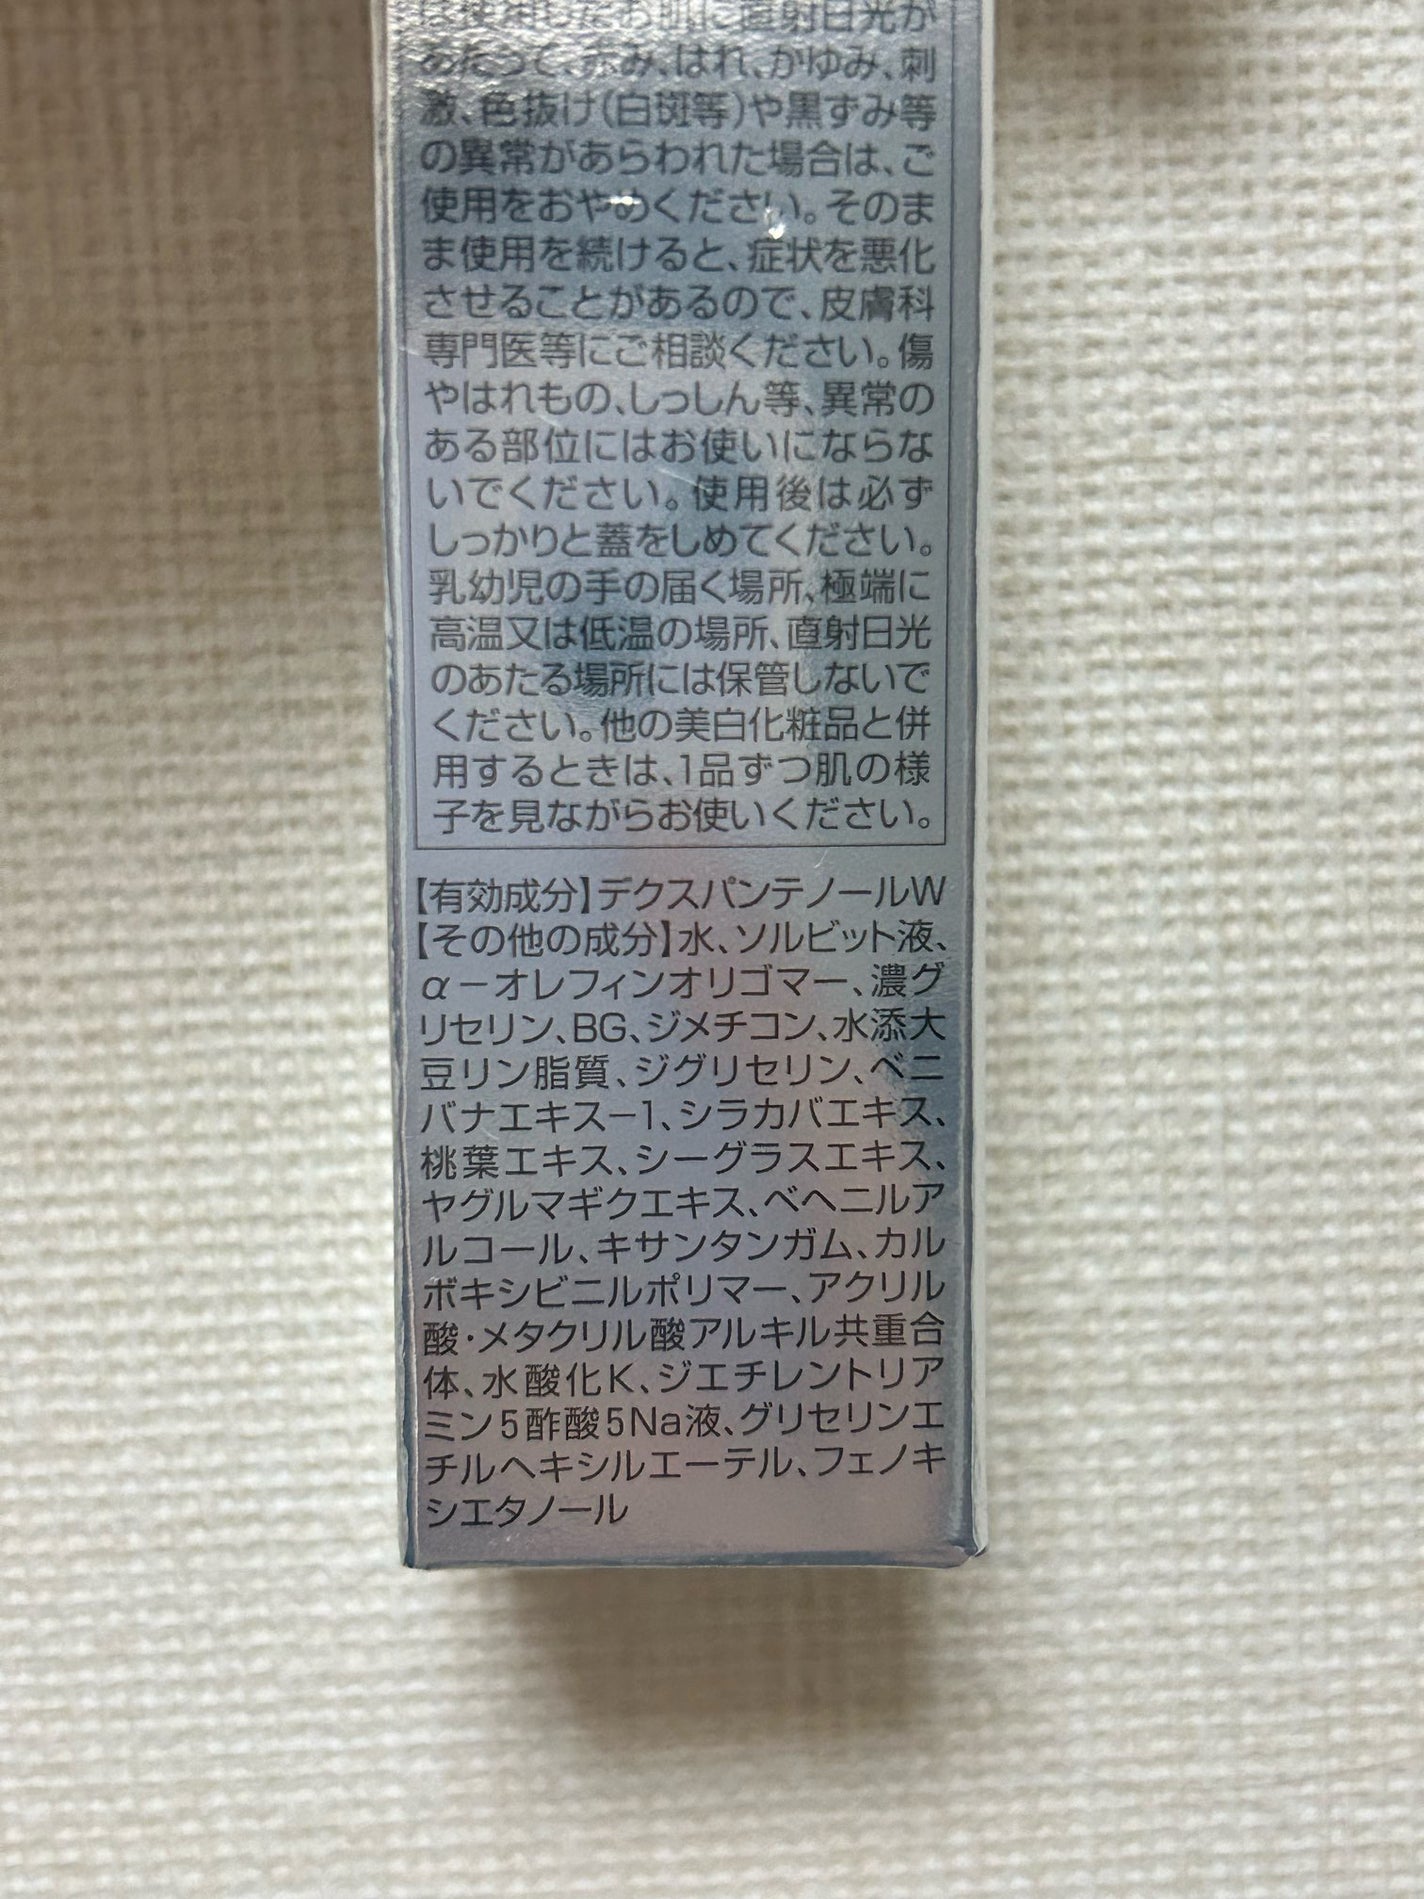 は使用したお肌に直射日光が
あたって、赤み、はれ、かゆみ、刺
激、色抜け(白斑等)や黒ずみ等
の異常があらわれた場合は、ご
使用をおやめください。そのま
ま使用を続けると、症状を悪化
させることがあるので、皮膚科
専門医等にご相談ください。傷
やはれもの、しっしん等、異常の
ある部位にはお使いにならな
いでください。使用後は必ず
しっかりと蓋をしめてください。
乳幼児の手の届く場所、極端に
高温又は低温の場所、直射日光
のあたる場所には保管しないで
ください。他の美白化粧品と併
用するときは、1品ずつ肌の様
子を見ながらお使いください。
【有効成分】デクスパンテノールW
【その他の成分】水、ソルビット液、
α－オレフィンオリゴマー、濃グ
リセリン、BG、ジメチコン、水添大
豆リン脂質、ジグリセリン、ベニ
バナエキス－1、シラカバエキス、
桃葉エキス、シーグラスエキス、
ヤグルマギクエキス、ベヘニルア
ルコール、キサンタンガム、カル
ボキシビニルポリマー、アクリル
酸・メタクリル酸アルキル共重合
体、水酸化K、ジエチレントリア
ミン5酢酸5Na液、グリセリンエ
チルヘキシルエーテル、フェノキ
シエタノール